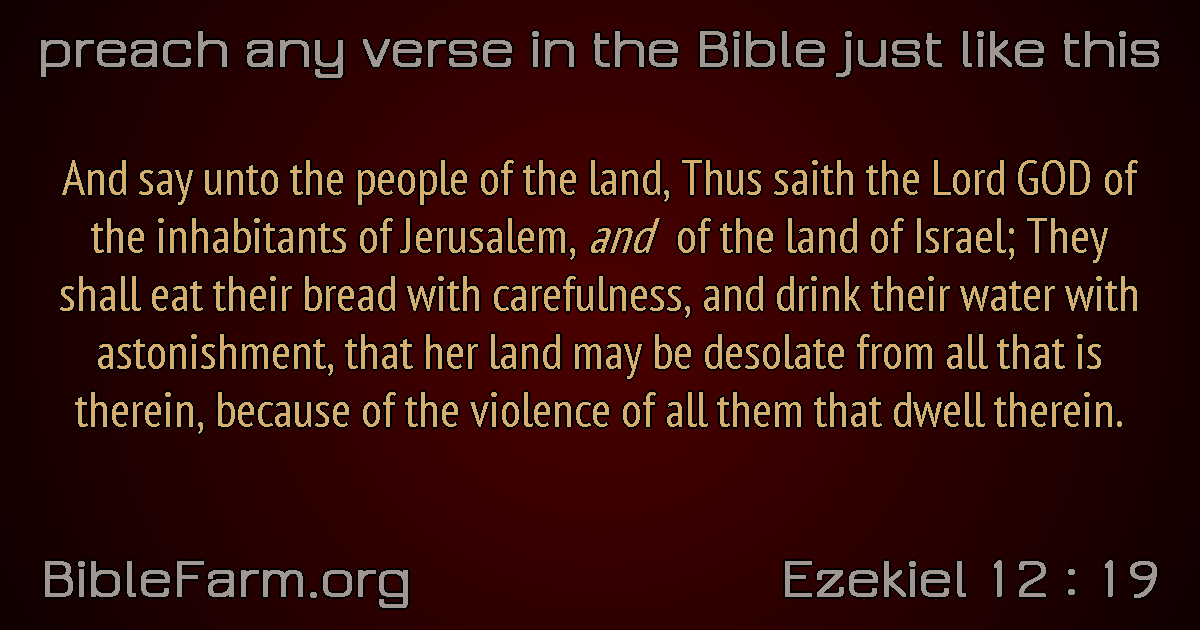 preach any verse in the Bible just like this
And say unto the people of the land, Thus saith the Lord GOD of
the inhabitants of Jerusalem, and of the land of Israel; They
shall eat their bread with carefulness, and drink their water with
astonishment, that her land may be desolate from all that is
therein, because of the violence of all them that dwell therein.
BibleFarm.org
Ezekiel 12 : 19